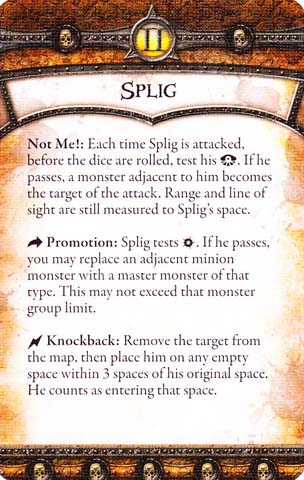 II
SPLIG
Not Me!: Each time Splig is attacked,
before the dice are rolled, test his . If he
passes, a monster adjacent to him becomes
the target of the attack. Range and line of
sight are still measured to Splig's space.
Promotion: Splig tests . If he passes,
you may replace an adjacent minion
monster with a master monster of that
type. This may not exceed that monster
group limit.
Knockback: Remove the target from
the map, then place him on any empty
space within 3 spaces of his original space.
He counts as entering that space.